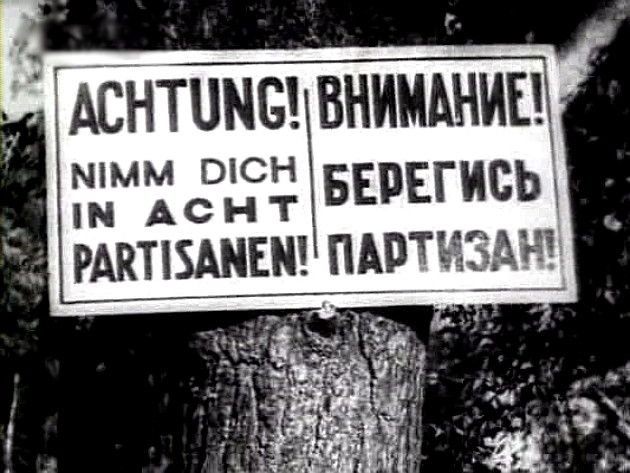 ACHTUNG!
NIMM DICH
IN ACHT
PARTISANEN!
ВНИМАНИЕ!
БЕРЕГИСЬ
ПАРТИЗАН!